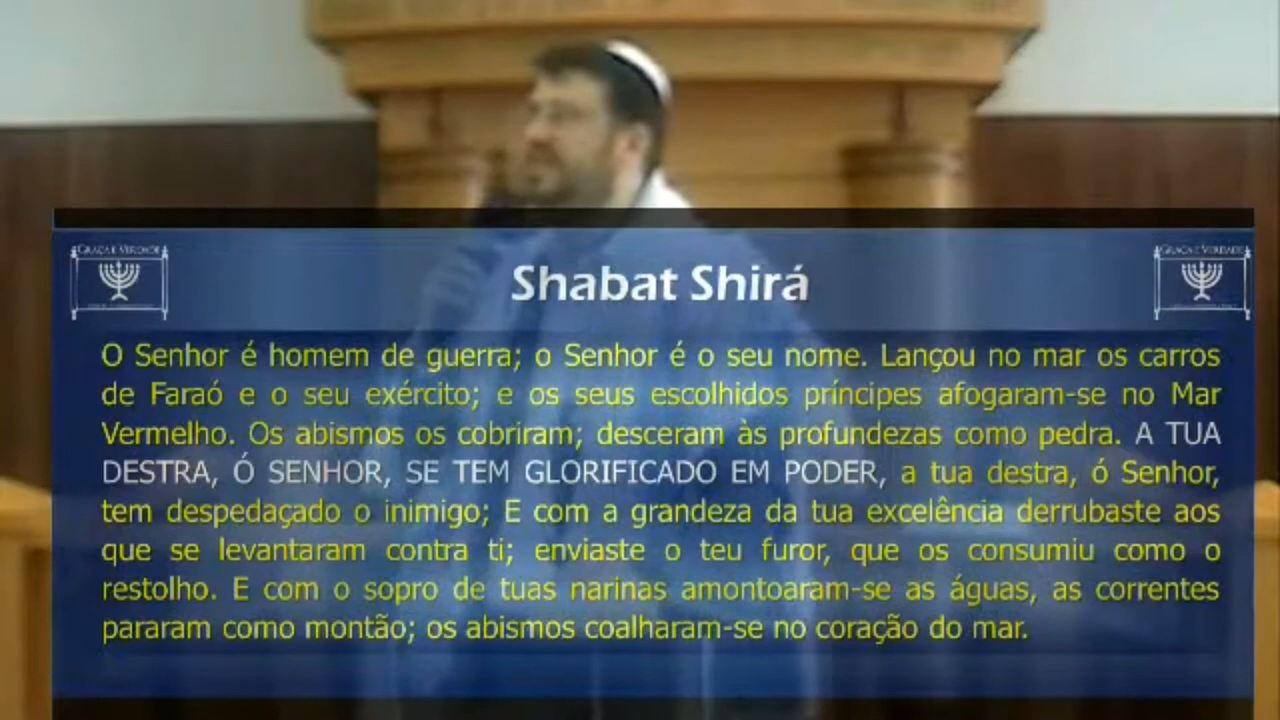 GRAÇA E VERDADE
GRAÇA E VERDADE
Shabat Shirá
O Senhor é homem de guerra; o Senhor é o seu nome. Lançou no mar os carros
de Faraó e o seu exército; e os seus escolhidos príncipes afogaram-se no Mar
Vermelho. Os abismos os cobriram; desceram às profundezas como pedra. A TUA
DESTRA, Ó SENHOR, SE TEM GLORIFICADO EM PODER, a tua destra, ó Senhor,
tem despedaçado o inimigo; E com a grandeza da tua excelência derrubaste aos
que se levantaram contra ti; enviaste o teu furor, que os consumiu como o
restolho. E com o sopro de tuas narinas amontoaram-se as águas, as correntes
pararam como montão; os abismos coalharam-se no coração do mar.